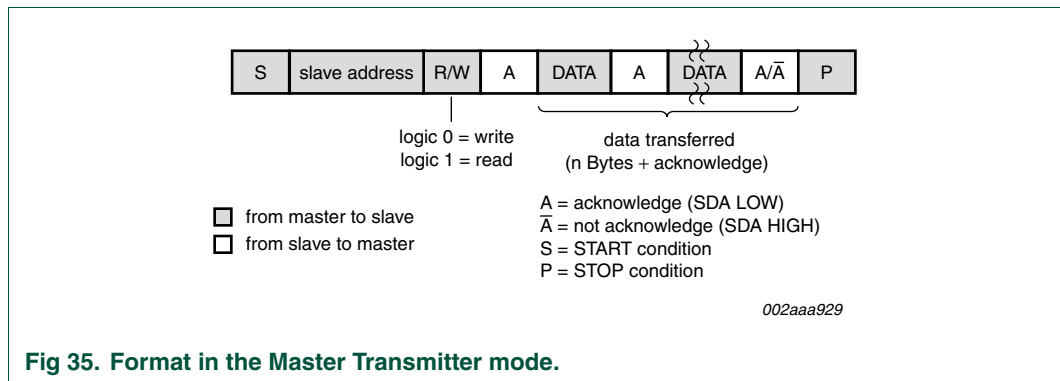 S slave address R/W A DATA A DATA A/A̅ P
logic 0 = write
logic 1 = read
data transferred
(n Bytes + acknowledge)
A = acknowledge (SDA LOW)
A̅ = not acknowledge (SDA HIGH)
S = START condition
P = STOP condition
from master to slave
from slave to master
002aaa929
Fig 35. Format in the Master Transmitter mode.